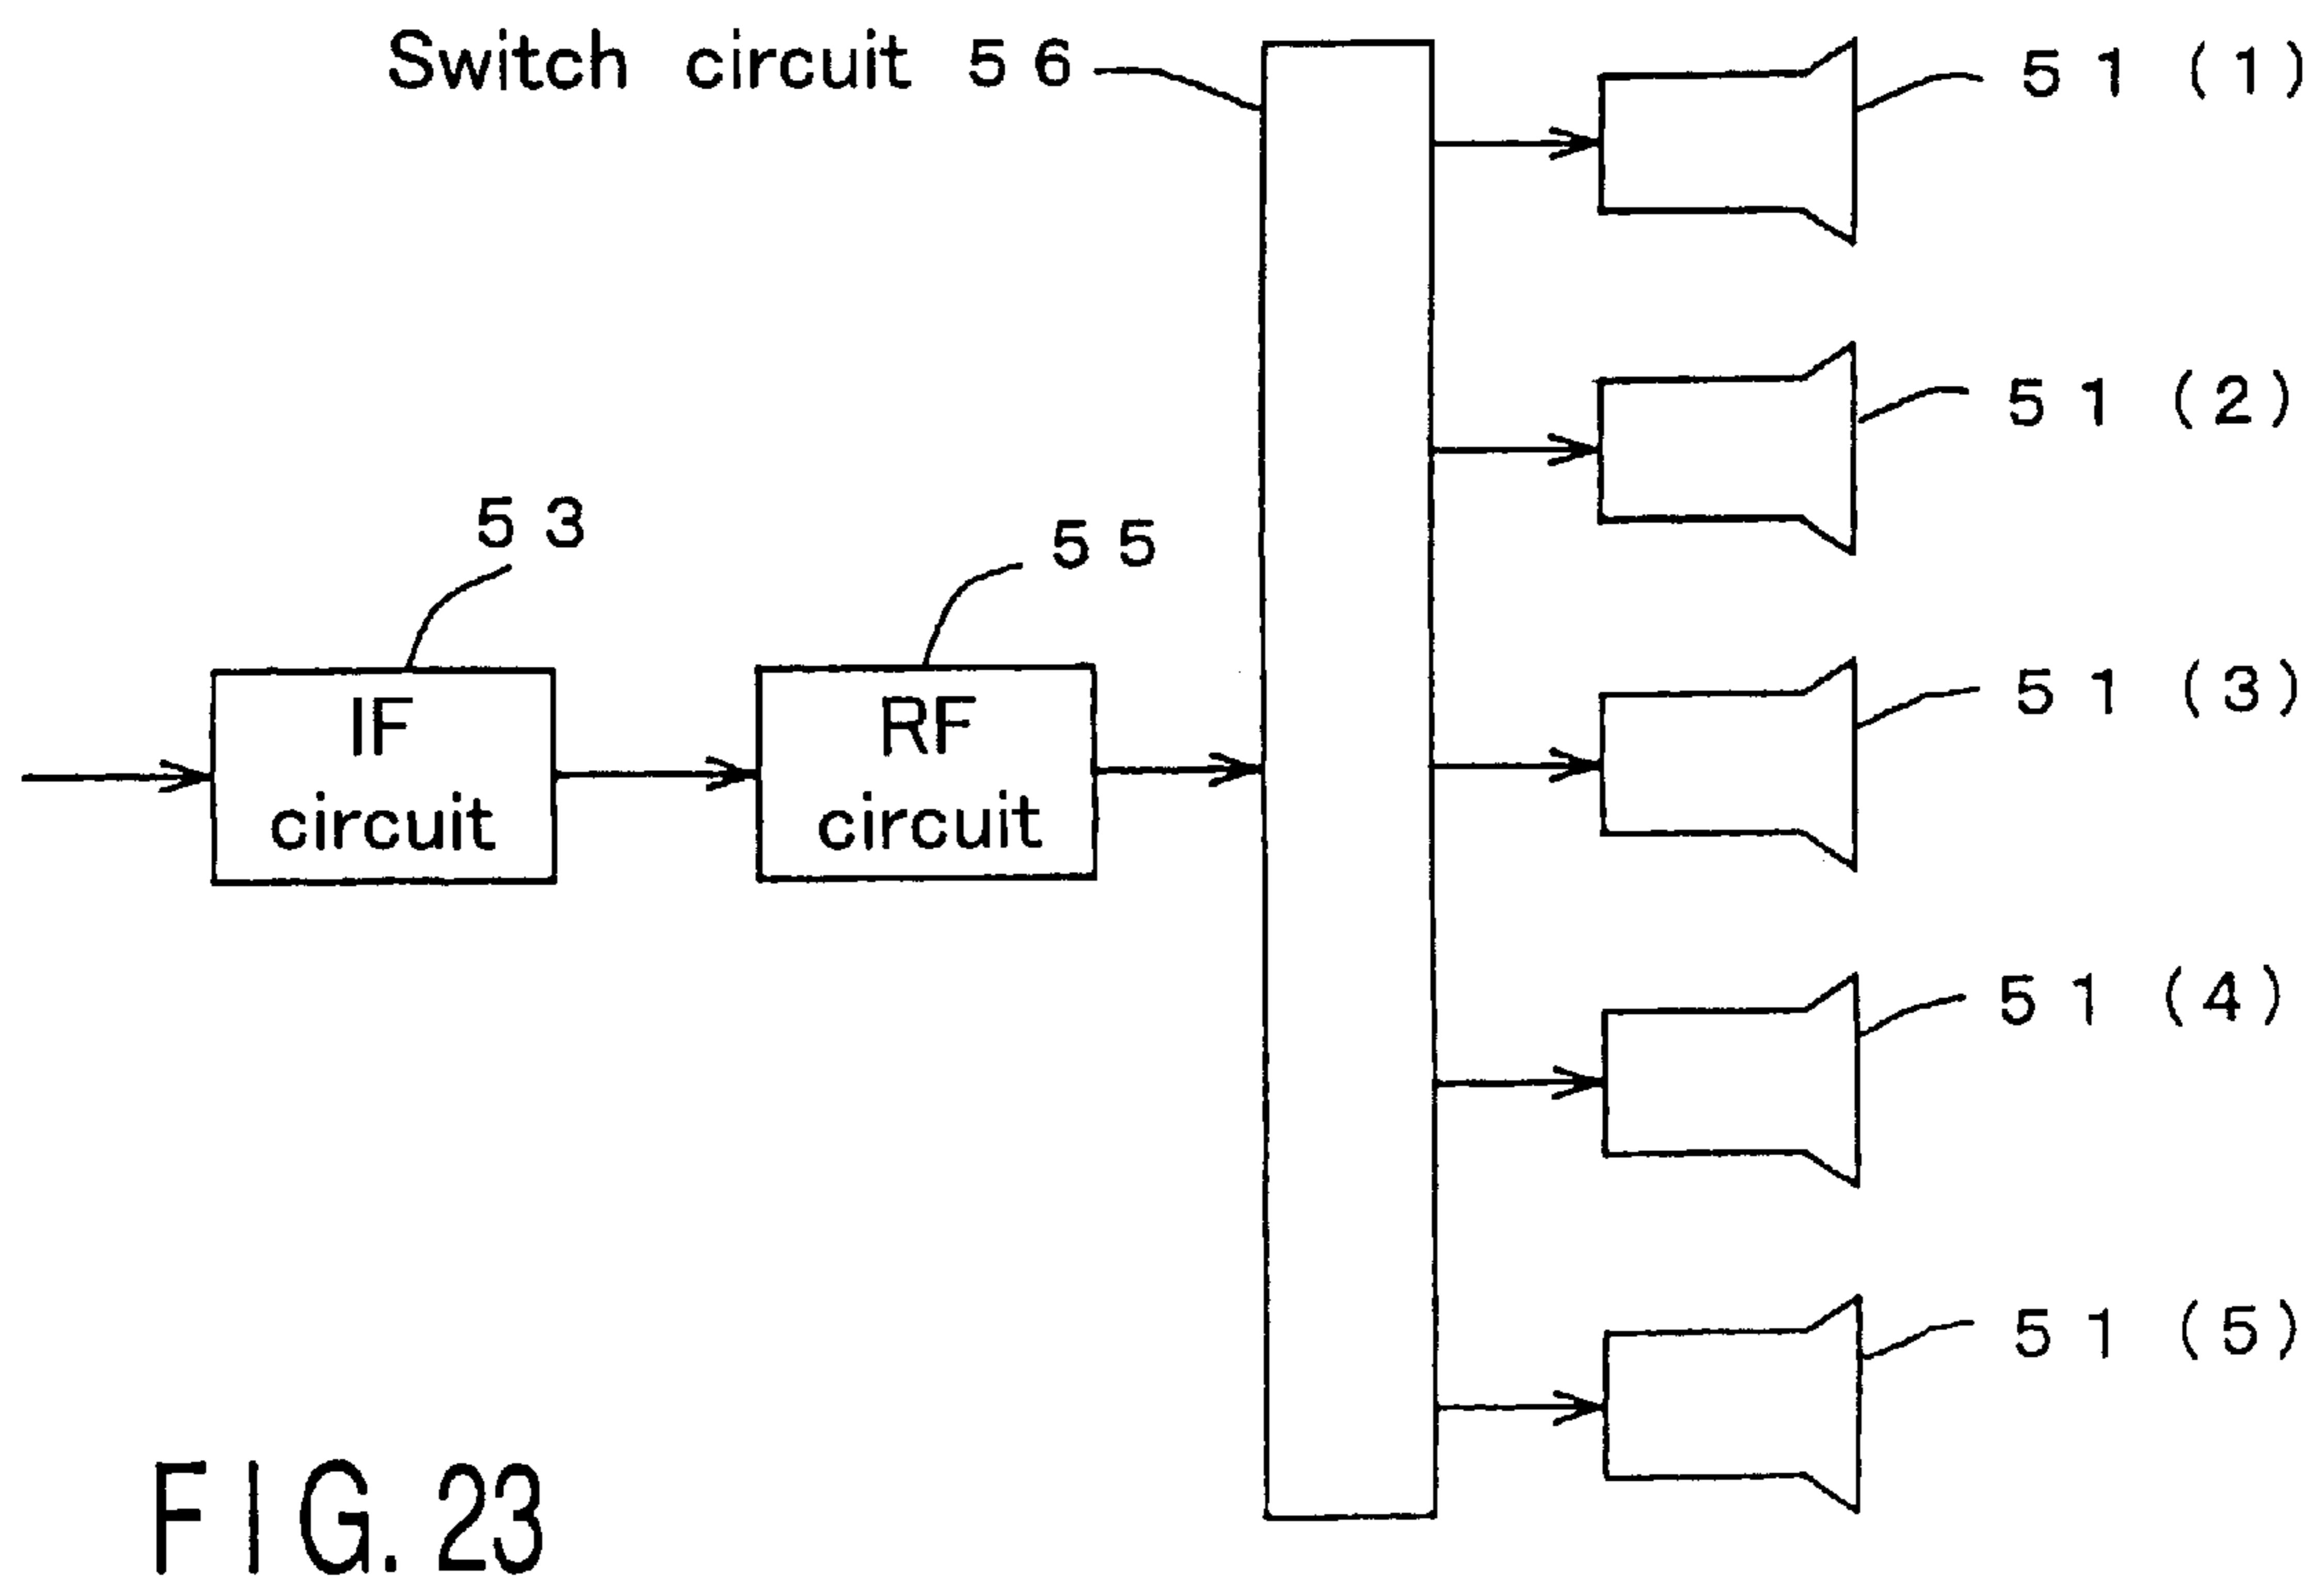 Switch circuit 56
51(1)
51(2)
53
55
IF
circuit
RF
circuit
51(3)
51(4)
51(5)
FIG.23